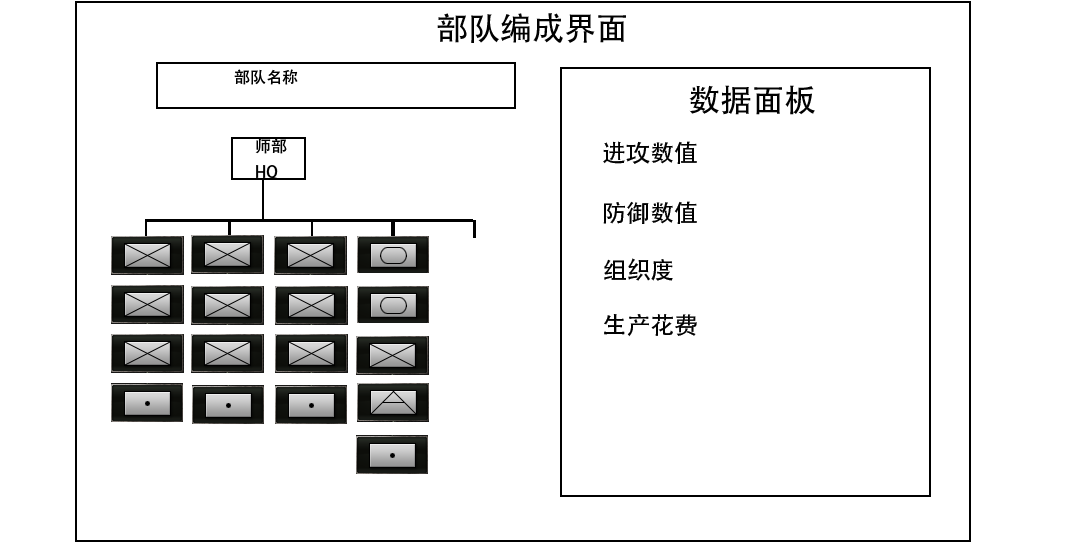 部队编成界面
部队名称
师部
HQ
数据面板
进攻数值
防御数值
组织度
生产花费